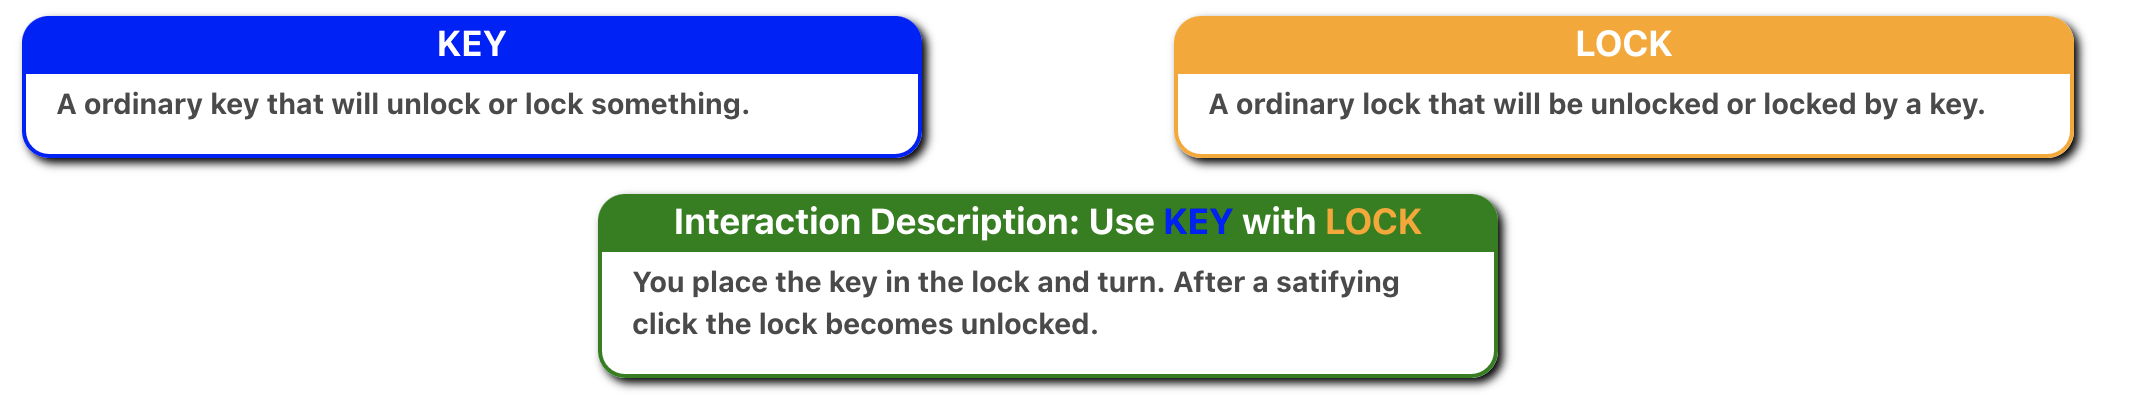 KEY
A ordinary key that will unlock or lock something.
LOCK
A ordinary lock that will be unlocked or locked by a key.
Interaction Description: Use KEY with LOCK
You place the key in the lock and turn. After a satifying
click the lock becomes unlocked.